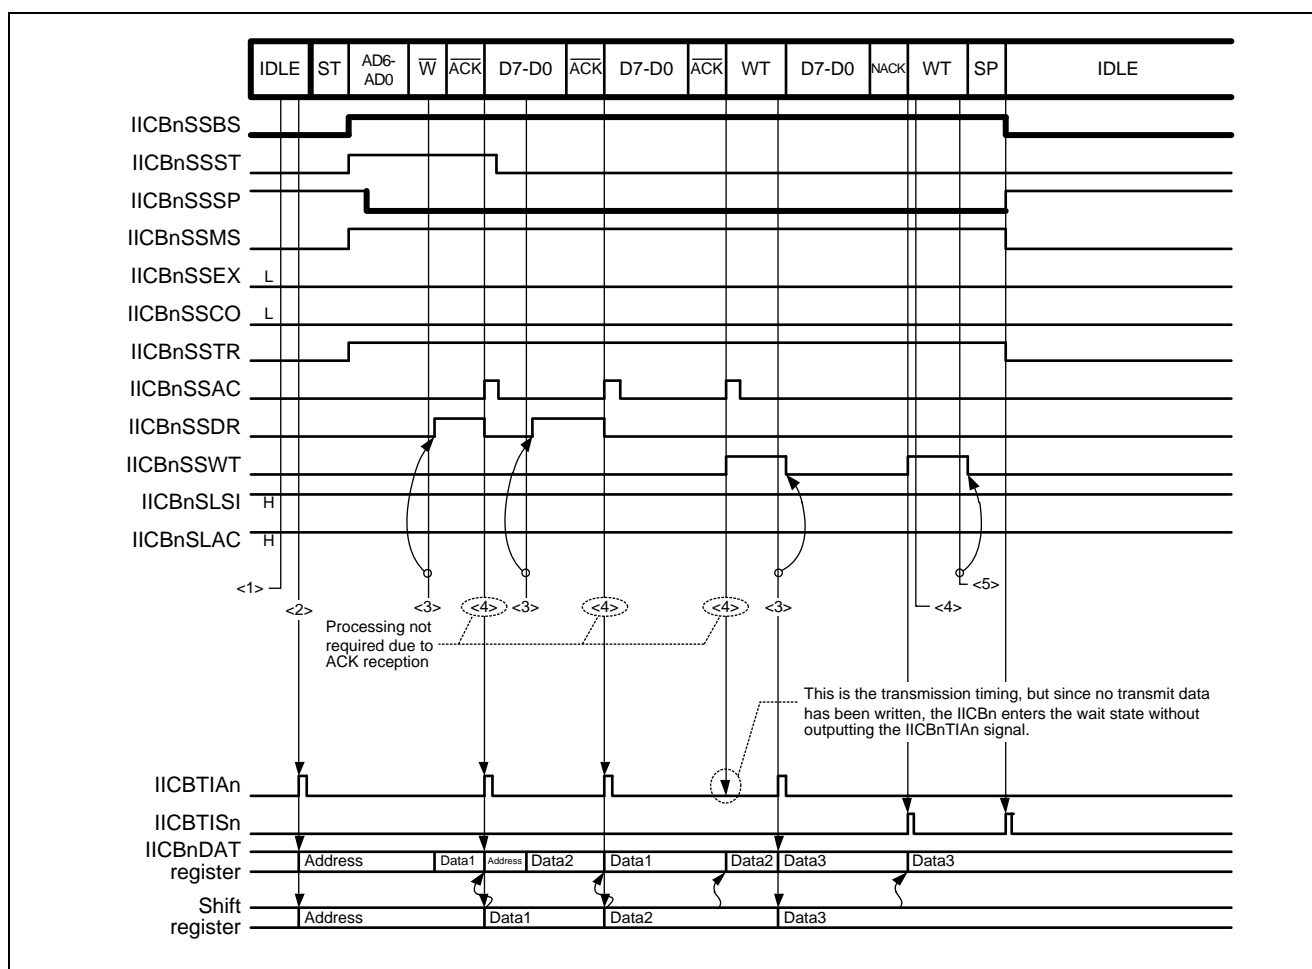 IDLE ST AD6- W ACK D7-D0 ACK D7-D0 ACK WT D7-D0 NACK WT SP IDLE
AD0
IICBnSSBS
IICBnSSST
IICBnSSSP
IICBnSSMS
IICBnSSEX L
IICBnSSCO L
IICBnSSTR
IICBnSSAC
IICBnSSDR
IICBnSSWT
IICBnSLSI H
IICBnSLAC H
<1> <5>
<2> <3> <4> <3> <4> <4> <3> <4>
Processing not
required due to
ACK reception
This is the transmission timing, but since no transmit data
has been written, the IICBn enters the wait state without
outputting the IICBnTIAn signal.
IICBTIAn
IICBTISn
IICBnDAT
register
Address Data1 Address Data2 Data1 Data2 Data3 Data3
Shift
register
Address Data1 Data2 Data3